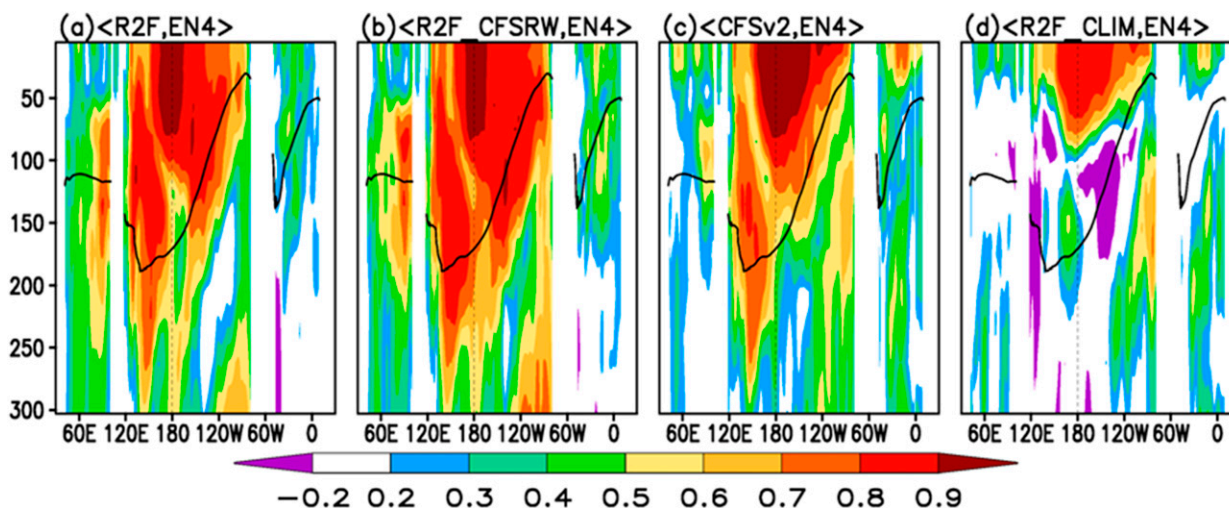 (a)<R2F,EN4> (b)<R2F_CFSRW,EN4> (c)<CFSv2,EN4> (d)<R2F_CLIM,EN4>
50
100
150
200
250
300
60E 120E 180 120W 60W 0 60E 120E 180 120W 60W 0 60E 120E 180 120W 60W 0 60E 120E 180 120W 60W 0
−0.2 0.2 0.3 0.4 0.5 0.6 0.7 0.8 0.9